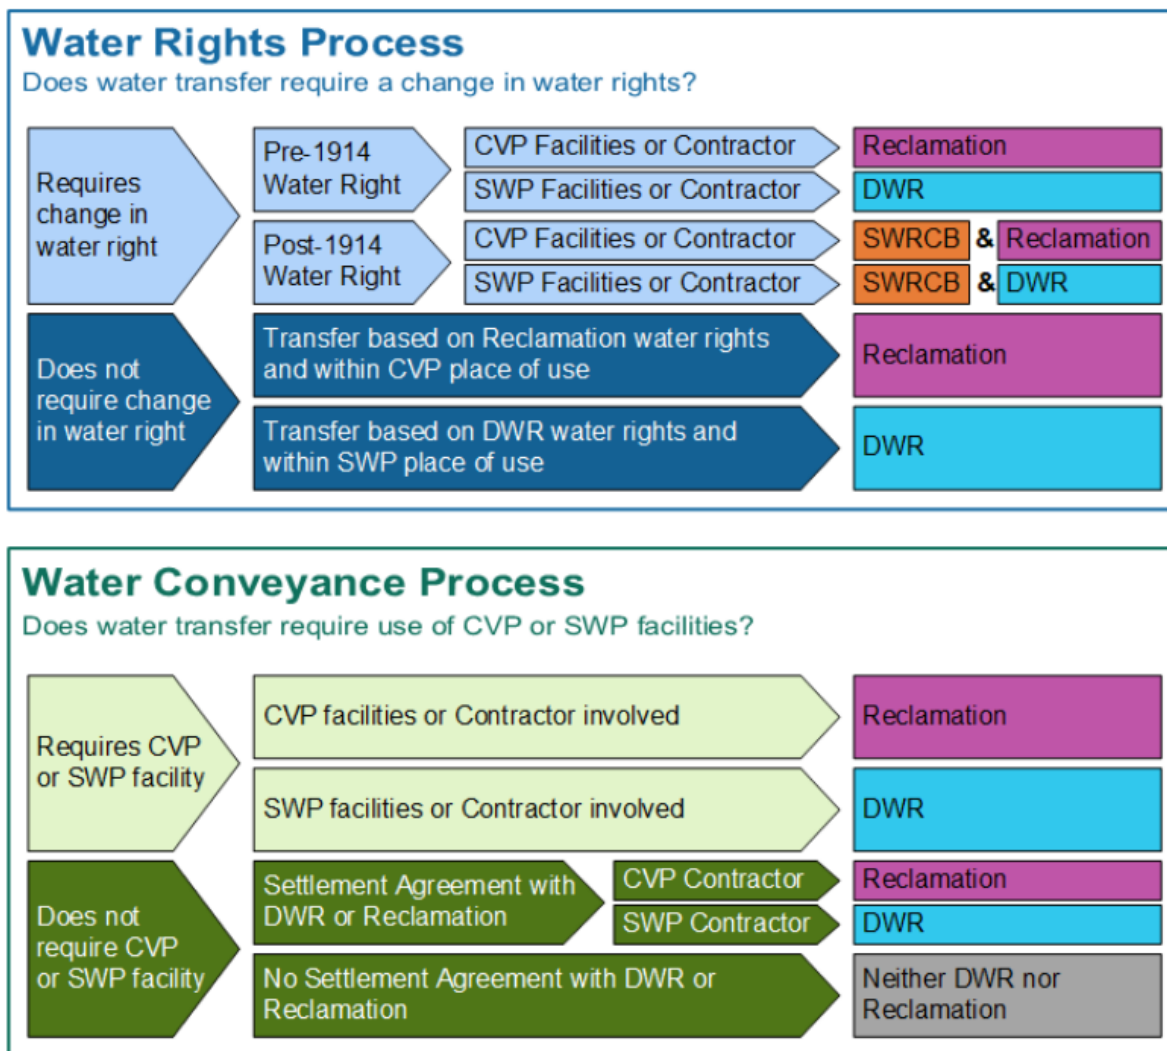 Water Rights Process
Does water transfer require a change in water rights?
Requires
change in
water right
Pre-1914
Water Right
CVP Facilities or Contractor
Reclamation
SWP Facilities or Contractor
DWR
Post-1914
Water Right
CVP Facilities or Contractor
SWRCB & Reclamation
SWP Facilities or Contractor
SWRCB & DWR
Does not
require change
in water right
Transfer based on Reclamation water rights
and within CVP place of use
Reclamation
Transfer based on DWR water rights and
within SWP place of use
DWR
Water Conveyance Process
Does water transfer require use of CVP or SWP facilities?
Requires CVP
or SWP facility
CVP facilities or Contractor involved
Reclamation
SWP facilities or Contractor involved
DWR
Does not
require CVP
or SWP facility
Settlement Agreement with
DWR or Reclamation
CVP Contractor
Reclamation
SWP Contractor
DWR
No Settlement Agreement with DWR or
Reclamation
Neither DWR nor
Reclamation